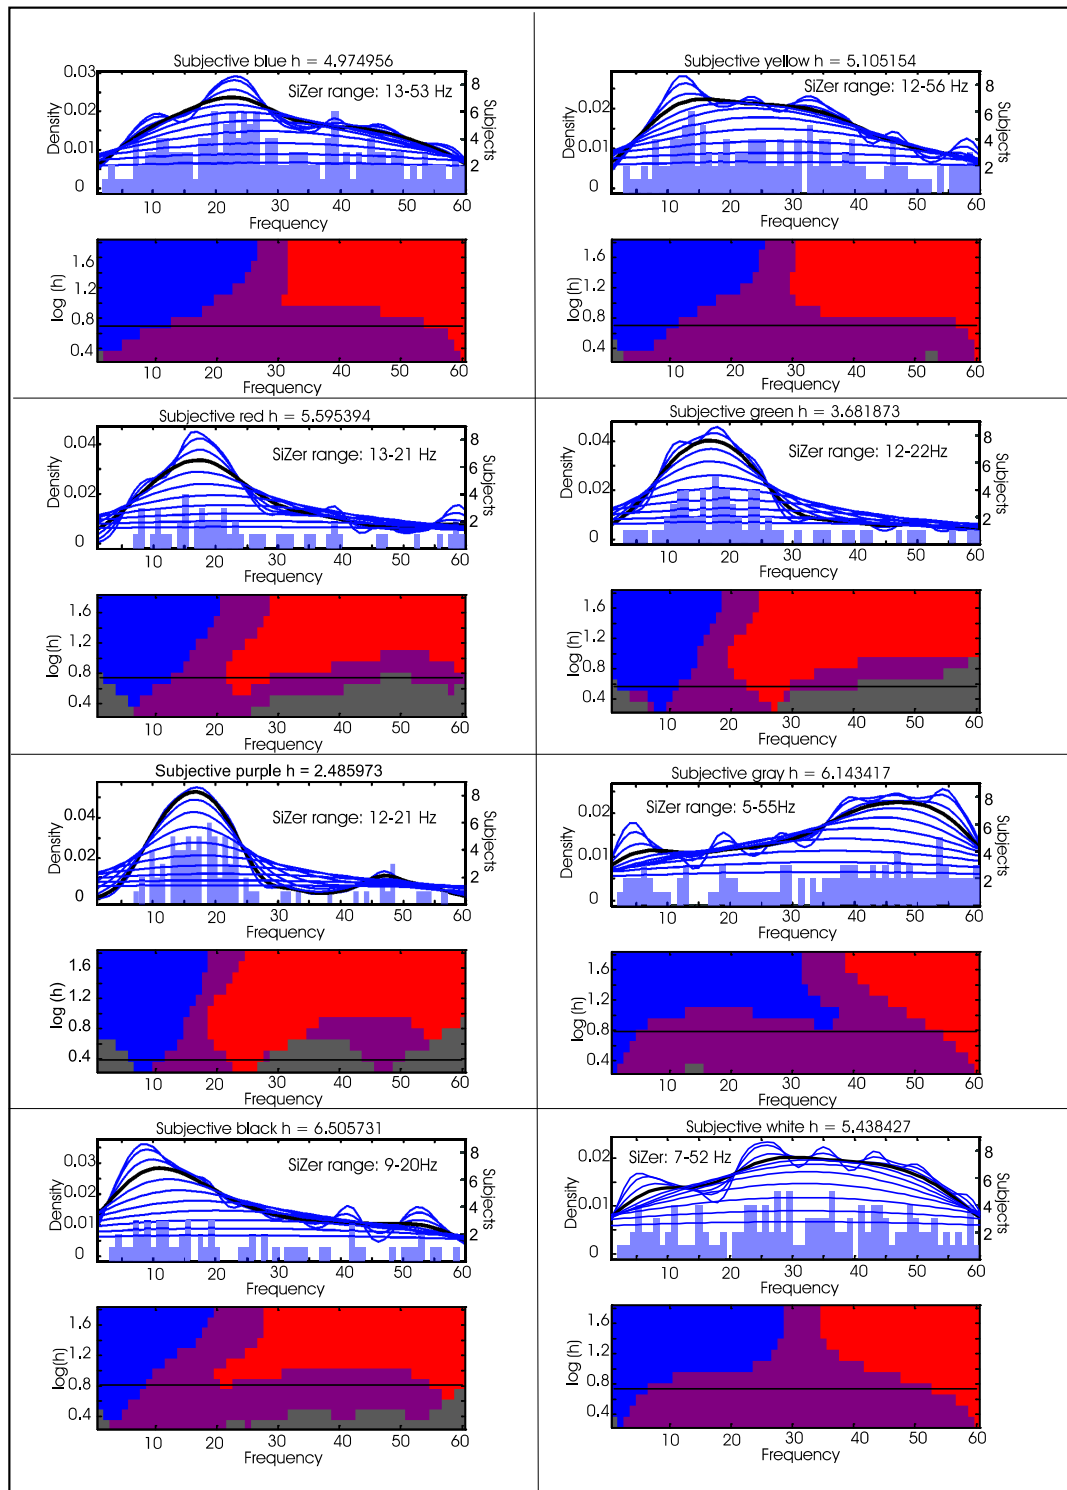 Subjective blue h = 4.974956
SiZer range: 13-53 Hz
0.03
0.02
0.01
0
Density
8
6
4
2
Subjects
10 20 30 40 50 60
Frequency
1.6
1.2
0.8
0.4
log (h)
10 20 30 40 50 60
Frequency
Subjective yellow h = 5.105154
SiZer range: 12-56 Hz
0.02
0.01
0
Density
8
6
4
2
Subjects
10 20 30 40 50 60
Frequency
1.6
1.2
0.8
0.4
log (h)
10 20 30 40 50 60
Frequency
Subjective red h = 5.595394
SiZer range: 13-21 Hz
0.04
0.02
0
Density
8
6
4
2
Subjects
10 20 30 40 50 60
Frequency
1.6
1.2
0.8
0.4
log(h)
10 20 30 40 50 60
Frequency
Subjective green h = 3.681873
SiZer range: 12-22Hz
0.04
0.02
0
Density
8
6
4
2
Subjects
10 20 30 40 50 60
Frequency
1.6
1.2
0.8
0.4
log(h)
10 20 30 40 50 60
Frequency
Subjective purple h = 2.485973
SiZer range: 12-21 Hz
0.04
0.02
0
Density
8
6
4
2
Subjects
10 20 30 40 50 60
Frequency
1.6
1.2
0.8
0.4
log (h)
10 20 30 40 50 60
Frequency
Subjective gray h = 6.143417
SiZer range: 5-55Hz
0.02
0.01
0
Density
8
6
4
2
Subjects
10 20 30 40 50 60
Frequency
1.6
1.2
0.8
0.4
log (h)
10 20 30 40 50 60
Frequency
Subjective black h = 6.505731
SiZer range: 9-20Hz
0.03
0.02
0.01
0
Density
8
6
4
2
Subjects
10 20 30 40 50 60
Frequency
1.6
1.2
0.8
0.4
log(h)
10 20 30 40 50 60
Frequency
Subjective white h = 5.438427
SiZer: 7-52 Hz
0.02
0.01
0
Density
8
6
4
2
Subjects
10 20 30 40 50 60
Frequency
1.6
1.2
0.8
0.4
log (h)
10 20 30 40 50 60
Frequency